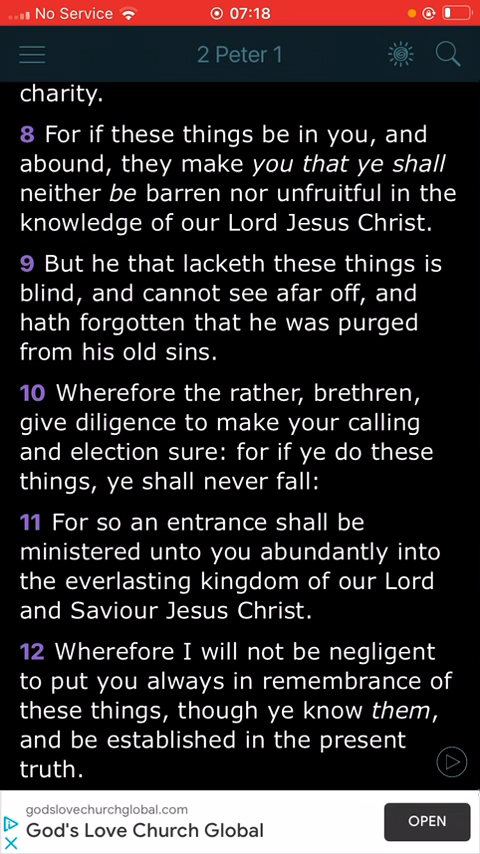 No Service 07:18
2 Peter 1
charity.
8 For if these things be in you, and
abound, they make you that ye shall
neither be barren nor unfruitful in the
knowledge of our Lord Jesus Christ.
9 But he that lacketh these things is
blind, and cannot see afar off, and
hath forgotten that he was purged
from his old sins.
10 Wherefore the rather, brethren,
give diligence to make your calling
and election sure: for if ye do these
things, ye shall never fall:
11 For so an entrance shall be
ministered unto you abundantly into
the everlasting kingdom of our Lord
and Saviour Jesus Christ.
12 Wherefore I will not be negligent
to put you always in remembrance of
these things, though ye know them,
and be established in the present
truth.
godslovechurchglobal.com
God's Love Church Global
OPEN